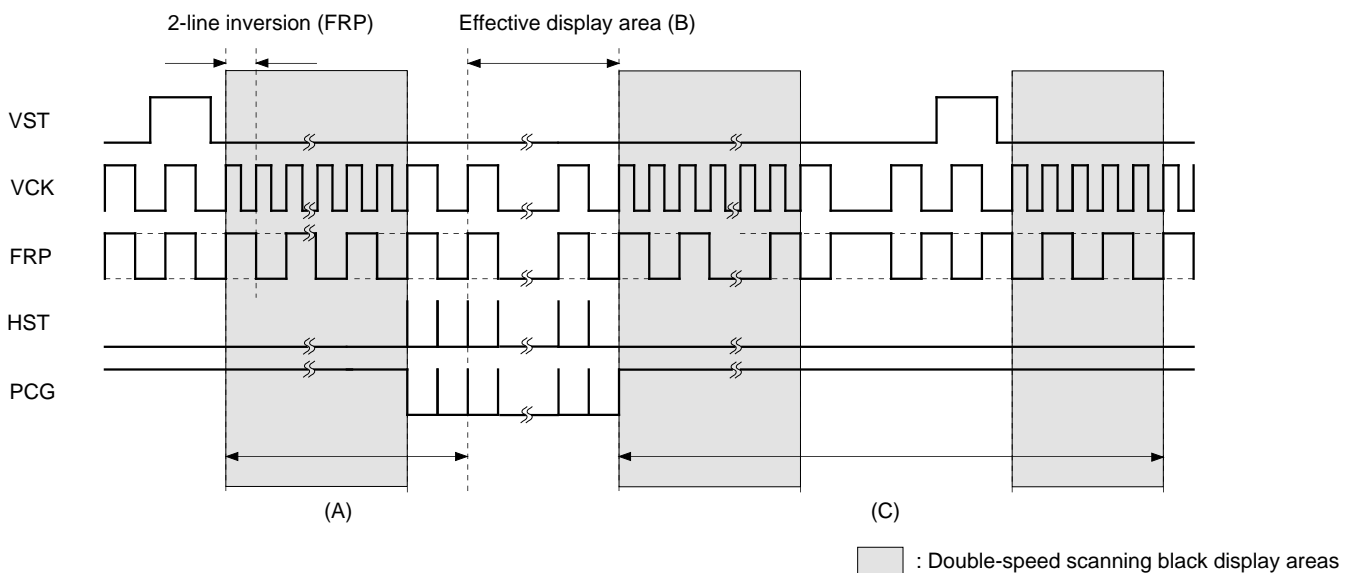 2-line inversion (FRP)
Effective display area (B)
VST
VCK
FRP
HST
PCG
(A)
(C)
: Double-speed scanning black display areas